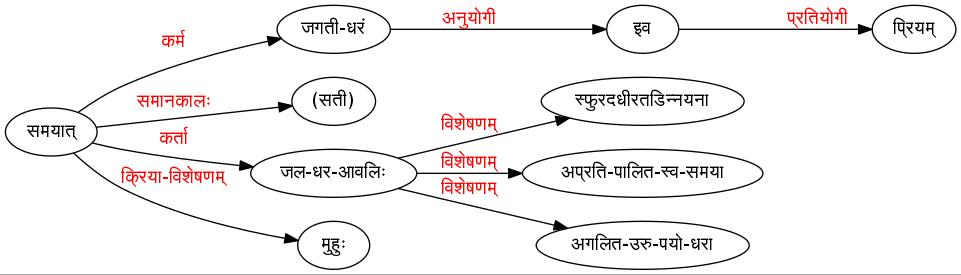 जगती-धरं अनुयोगी इव प्रतियोगी प्रियम्
कर्म
समानकालः (सती) स्फुरदधीरतडिन्नयना
समयात् कर्ता विशेषणम्
जल-धर-आवलिः विशेषणम् अप्रति-पालित-स्व-समया
क्रिया-विशेषणम् विशेषणम्
मुहुः अगलित-उरु-पयो-धरा